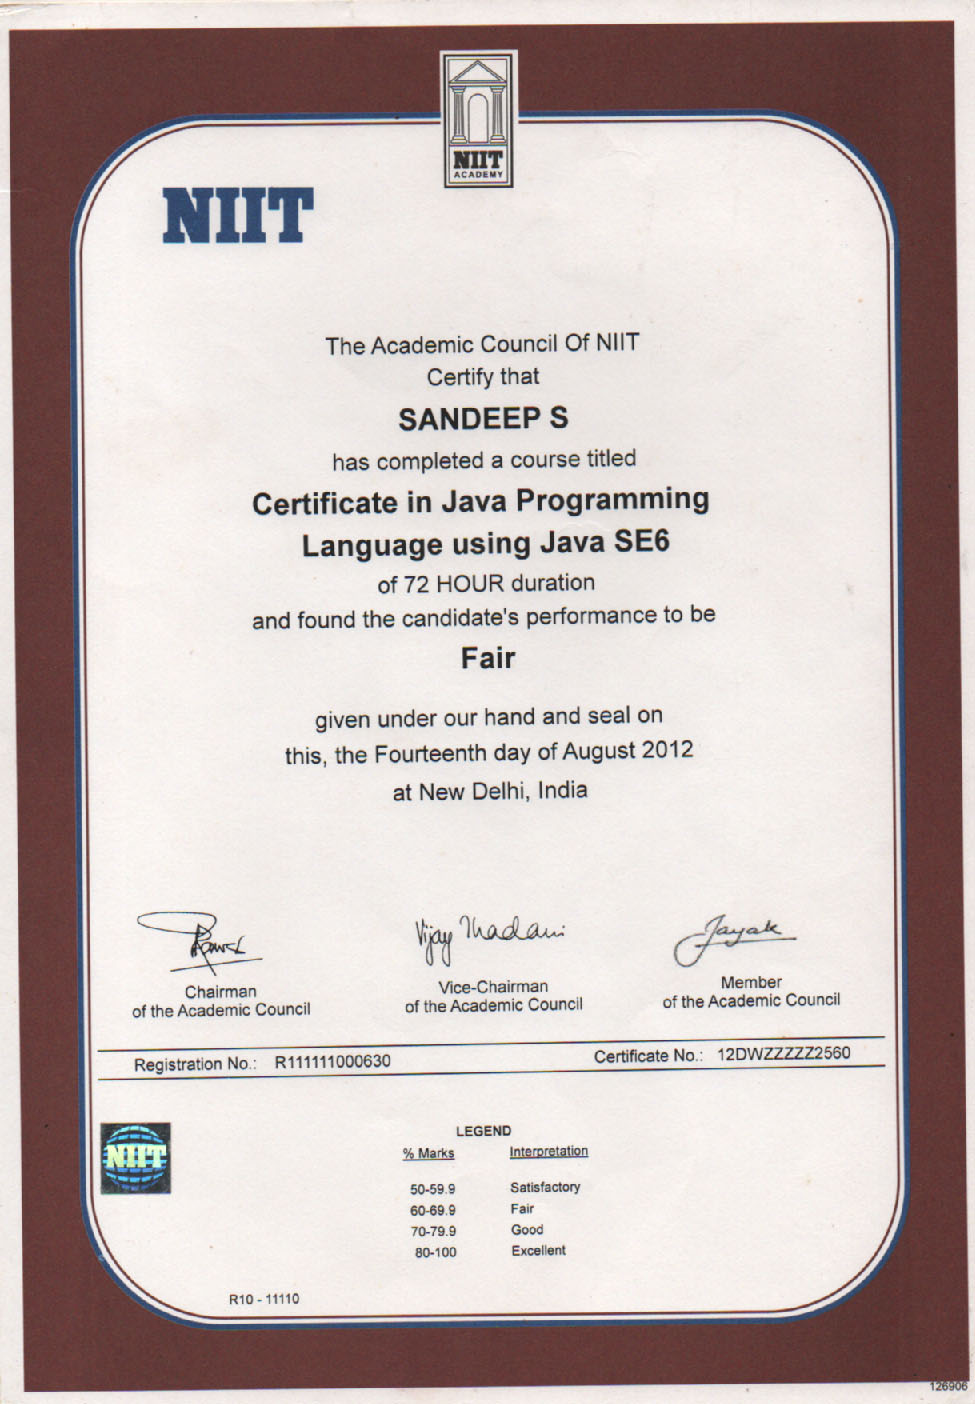 NIIT
ACADEMY
NIIT
The Academic Council Of NIIT
Certify that
SANDEEP S
has completed a course titled
Certificate in Java Programming
Language using Java SE6
of 72 HOUR duration
and found the candidate's performance to be
Fair
given under our hand and seal on
this, the Fourteenth day of August 2012
at New Delhi, India
Vijay Thadani
Chairman Vice-Chairman Member
of the Academic Council of the Academic Council of the Academic Council
Registration No.: R111111000630 Certificate No.: 12DWZZZZZ2560
NIIT
LEGEND
% Marks Interpretation
50-59.9 Satisfactory
60-69.9 Fair
70-79.9 Good
80-100 Excellent
R10 - 11110
126906